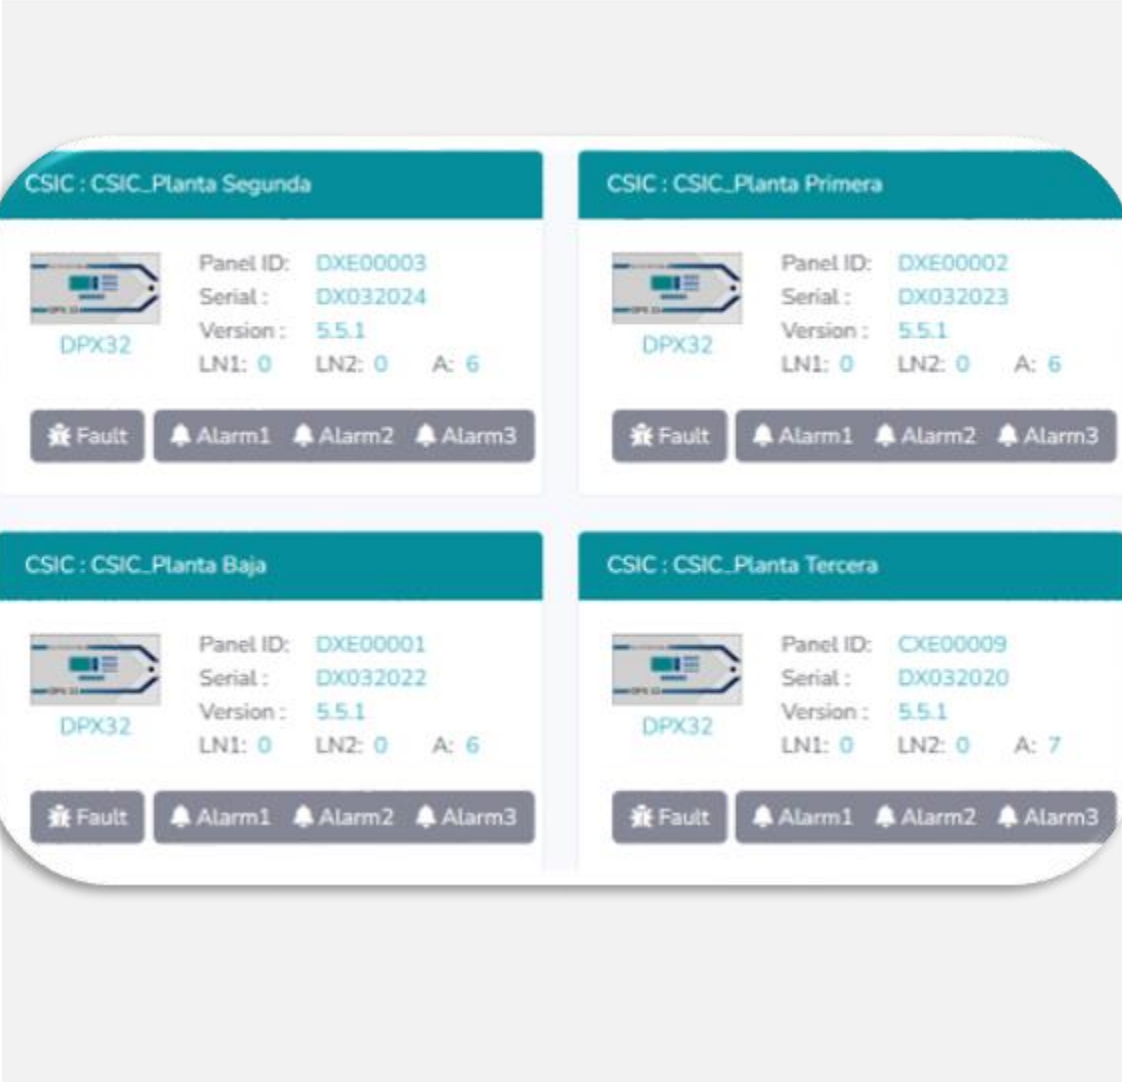 CSIC : CSIC_Planta Segunda
Panel ID: DXE00003
Serial : DX032024
Version : 5.5.1
LN1: 0 LN2: 0 A: 6
DPX32
Fault Alarm1 Alarm2 Alarm3
CSIC : CSIC_Planta Primera
Panel ID: DXE00002
Serial : DX032023
Version : 5.5.1
LN1: 0 LN2: 0 A: 6
DPX32
Fault Alarm1 Alarm2 Alarm3
CSIC : CSIC_Planta Baja
Panel ID: DXE00001
Serial : DX032022
Version : 5.5.1
LN1: 0 LN2: 0 A: 6
DPX32
Fault Alarm1 Alarm2 Alarm3
CSIC : CSIC_Planta Tercera
Panel ID: CXE00009
Serial : DX032020
Version : 5.5.1
LN1: 0 LN2: 0 A: 7
DPX32
Fault Alarm1 Alarm2 Alarm3